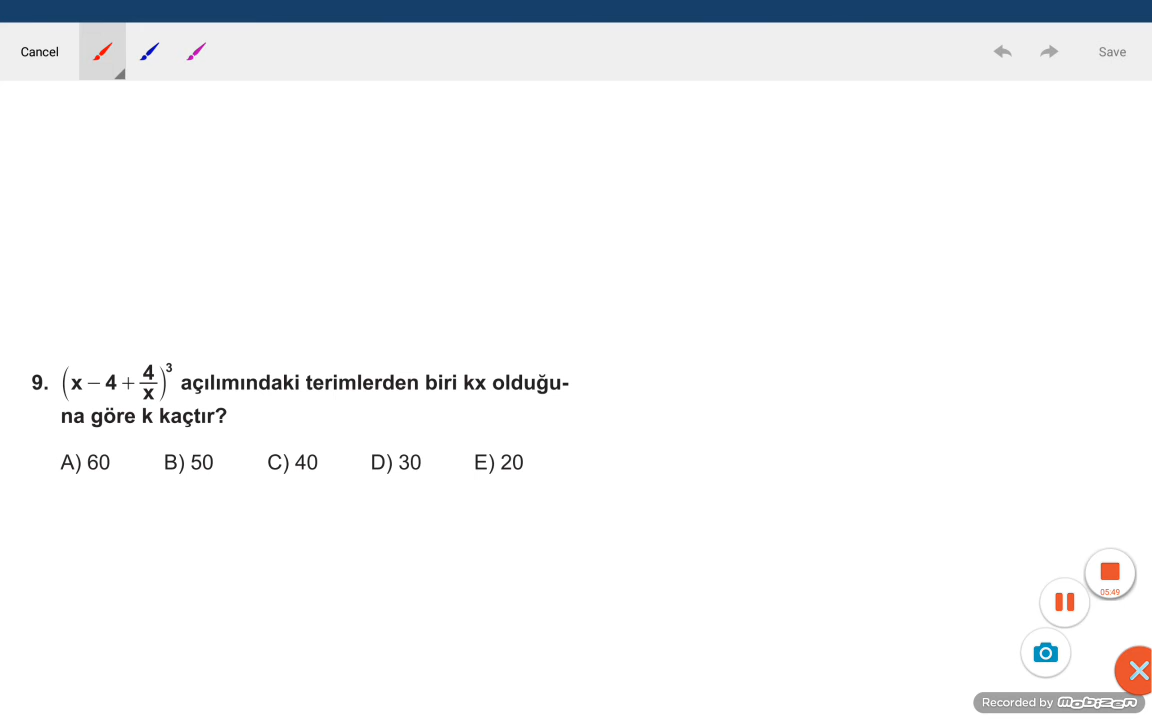 Cancel
Save
9. (x − 4 + 4/x)³ açılımındaki terimlerden biri kx olduğu-
na göre k kaçtır?
A) 60 B) 50 C) 40 D) 30 E) 20
05:49
Recorded by mobizen